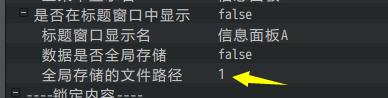 是否在标题窗口中显示 false
标题窗口显示名 信息面板A
数据是否全局存储 false
全局存储的文件路径 1
----锁定内容----